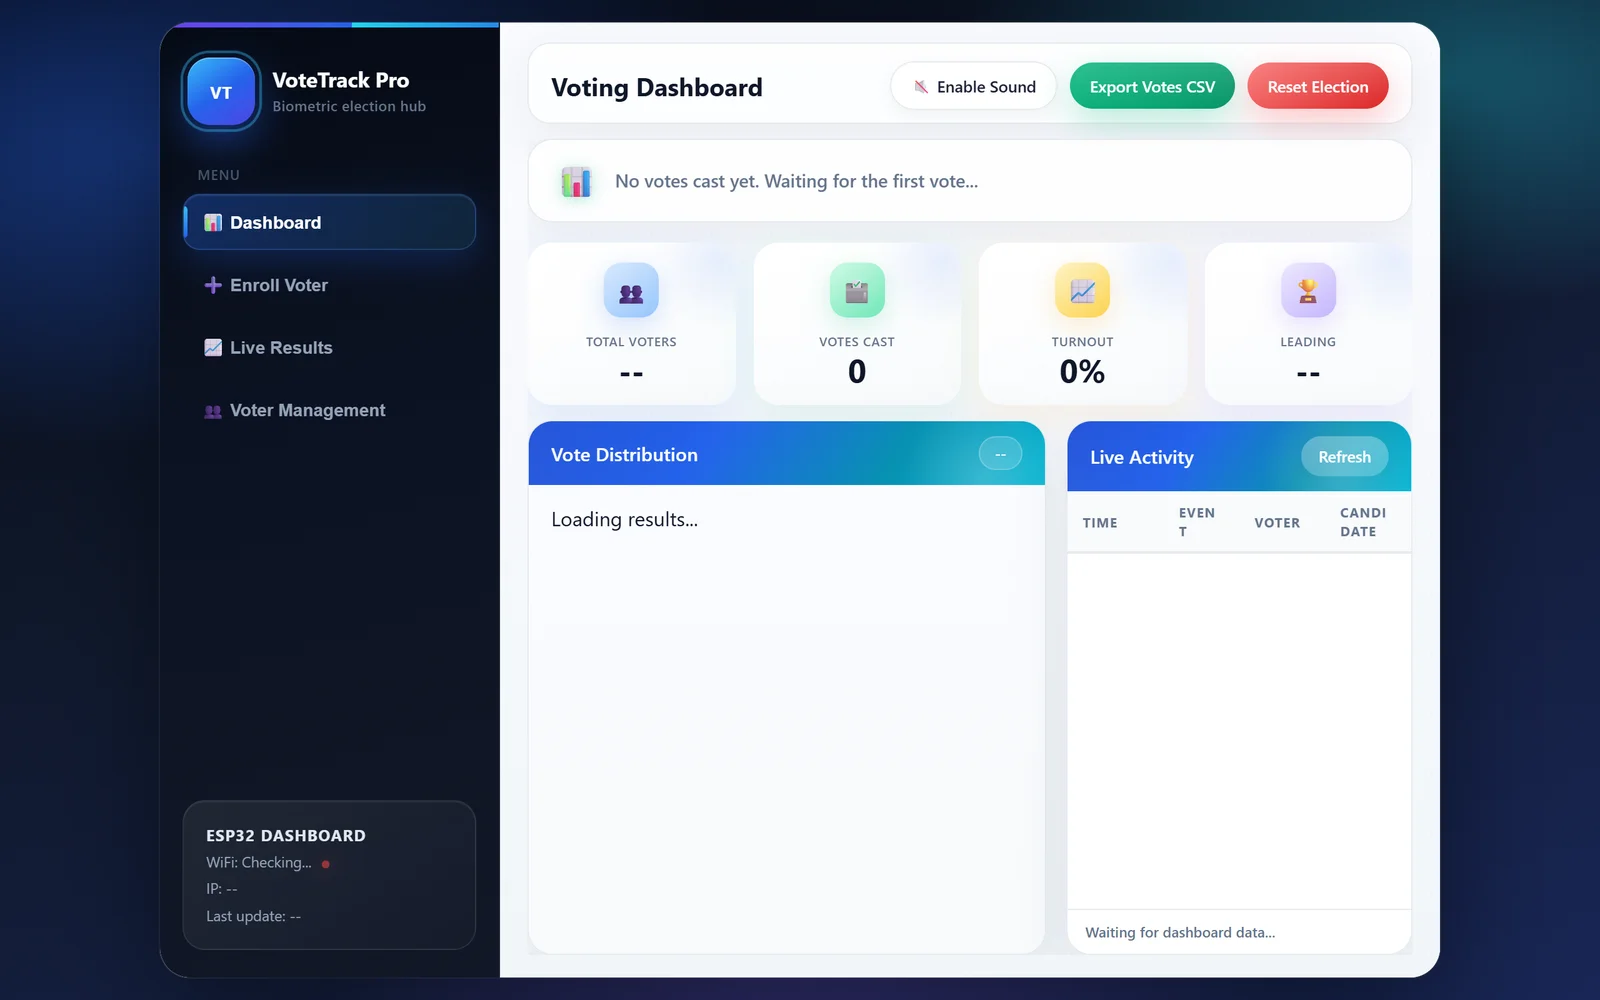 VT
VoteTrack Pro
Biometric election hub
MENU
Dashboard
Enroll Voter
Live Results
Voter Management
ESP32 DASHBOARD
WiFi: Checking...
IP: --
Last update: --
Voting Dashboard
Enable Sound
Export Votes CSV
Reset Election
No votes cast yet. Waiting for the first vote...
TOTAL VOTERS
--
VOTES CAST
0
TURNOUT
0%
LEADING
--
Vote Distribution
--
Loading results...
Live Activity
Refresh
TIME
EVEN
T
VOTER
CANDI
DATE
Waiting for dashboard data...